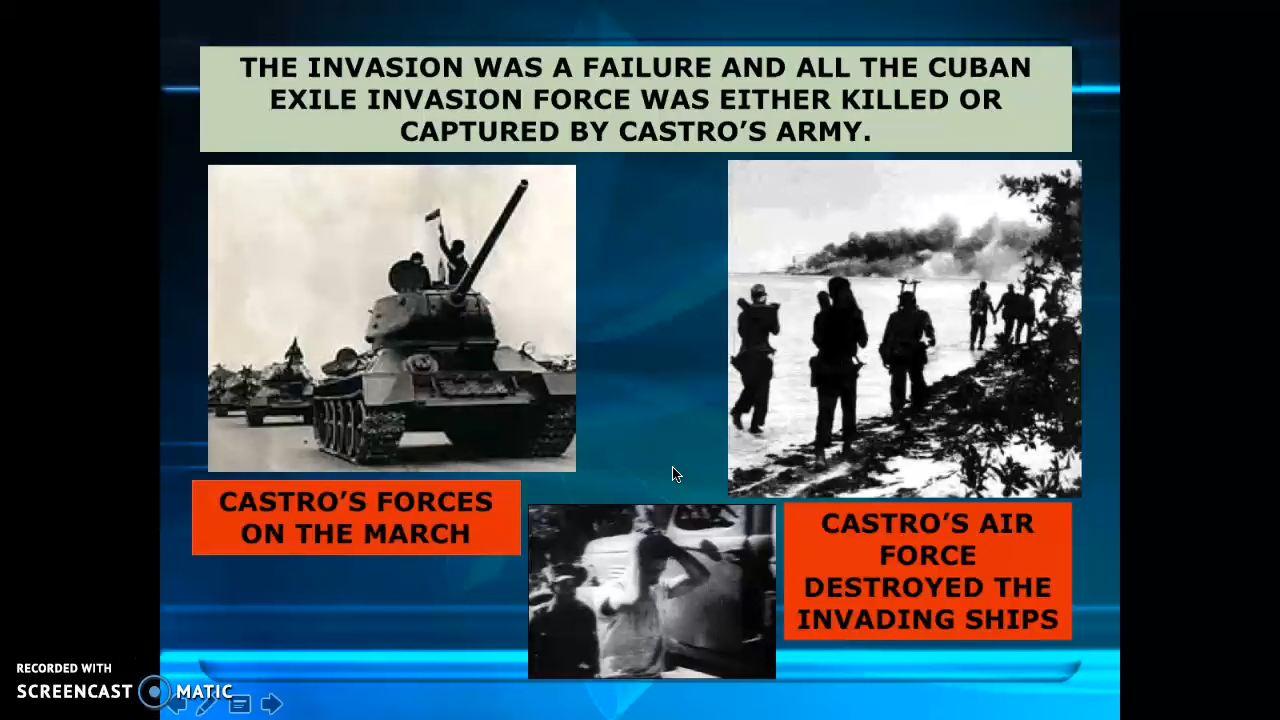 THE INVASION WAS A FAILURE AND ALL THE CUBAN
EXILE INVASION FORCE WAS EITHER KILLED OR
CAPTURED BY CASTRO'S ARMY.
CASTRO'S FORCES
ON THE MARCH
CASTRO'S AIR
FORCE
DESTROYED THE
INVADING SHIPS
RECORDED WITH
SCREENCAST MATIC